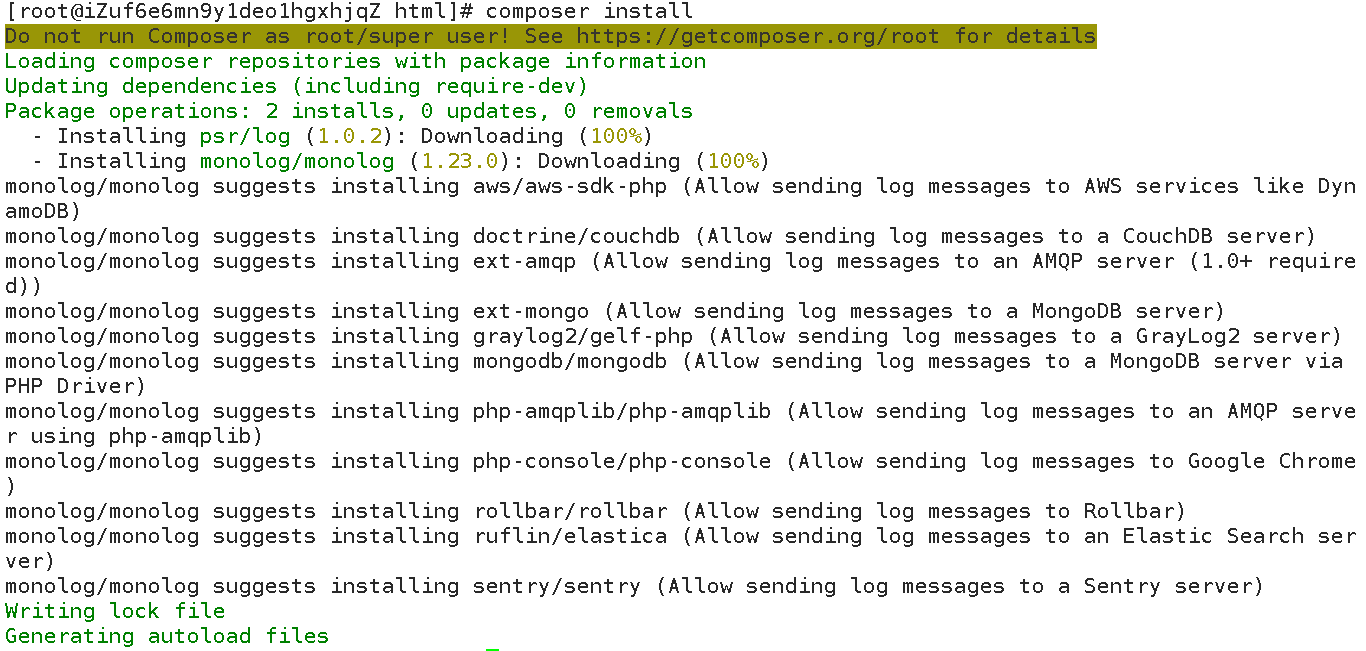 [root@iZuf6e6mn9y1deo1hgxhjqZ html]# composer install
Do not run Composer as root/super user! See https://getcomposer.org/root for details
Loading composer repositories with package information
Updating dependencies (including require-dev)
Package operations: 2 installs, 0 updates, 0 removals
  - Installing psr/log (1.0.2): Downloading (100%)
  - Installing monolog/monolog (1.23.0): Downloading (100%)
monolog/monolog suggests installing aws/aws-sdk-php (Allow sending log messages to AWS services like Dyn
amoDB)
monolog/monolog suggests installing doctrine/couchdb (Allow sending log messages to a CouchDB server)
monolog/monolog suggests installing ext-amqp (Allow sending log messages to an AMQP server (1.0+ require
d))
monolog/monolog suggests installing ext-mongo (Allow sending log messages to a MongoDB server)
monolog/monolog suggests installing graylog2/gelf-php (Allow sending log messages to a GrayLog2 server)
monolog/monolog suggests installing mongodb/mongodb (Allow sending log messages to a MongoDB server via
PHP Driver)
monolog/monolog suggests installing php-amqplib/php-amqplib (Allow sending log messages to an AMQP serve
r using php-amqplib)
monolog/monolog suggests installing php-console/php-console (Allow sending log messages to Google Chrome
)
monolog/monolog suggests installing rollbar/rollbar (Allow sending log messages to Rollbar)
monolog/monolog suggests installing ruflin/elastica (Allow sending log messages to an Elastic Search ser
ver)
monolog/monolog suggests installing sentry/sentry (Allow sending log messages to a Sentry server)
Writing lock file
Generating autoload files